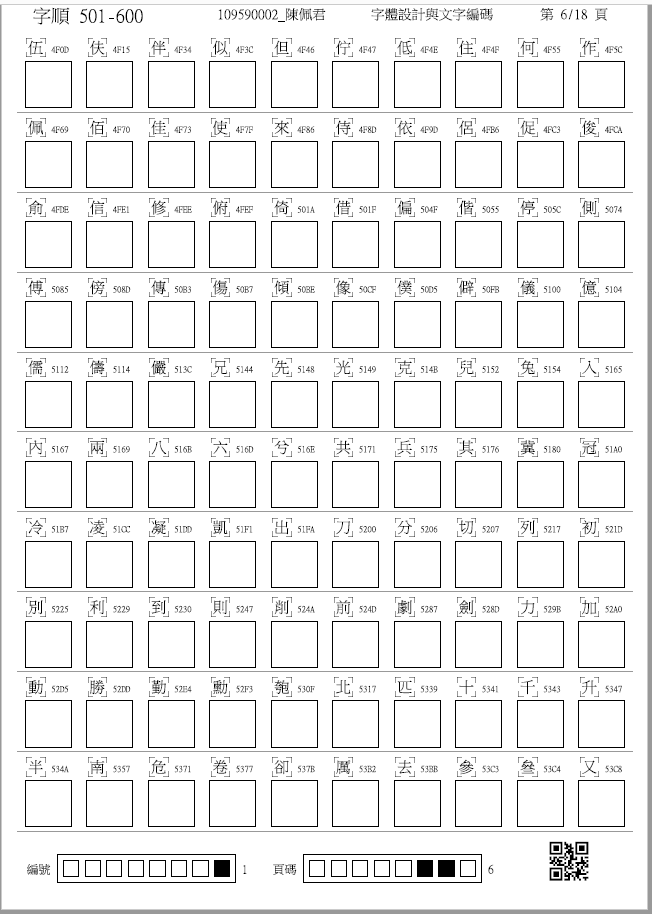 字順 501-600 109590002_陳佩君 字體設計與文字編碼 第 6/18 頁
伍 4F0D 伕 4F15 伴 4F34 似 4F3C 但 4F46 佇 4F47 低 4F4E 住 4F4F 何 4F55 作 4F5C
佩 4F69 佰 4F70 佳 4F73 使 4F7F 來 4F86 侍 4F8D 依 4F9D 侶 4FB6 促 4FC3 俊 4FCA
俞 4FDE 信 4FE1 修 4FEE 俯 4FEF 倚 501A 借 501F 偏 504F 偕 5055 停 505C 側 5074
傅 5085 傍 508D 傳 50B3 傷 50B7 傾 50BE 像 50CF 僕 50D5 僻 50FB 儀 5100 億 5104
儒 5112 儔 5114 儼 513C 兄 5144 先 5148 光 5149 克 514B 兒 5152 兔 5154 入 5165
內 5167 兩 5169 八 516B 六 516D 兮 516E 共 5171 兵 5175 其 5176 冀 5180 冠 51A0
冷 51B7 凌 51CC 凝 51DD 凱 51F1 出 51FA 刀 5200 分 5206 切 5207 列 5217 初 521D
別 5225 利 5229 到 5230 則 5247 削 524A 前 524D 劇 5287 劍 528D 力 529B 加 52A0
動 52D5 勝 52DD 勤 52E4 勳 52F3 匏 530F 北 5317 匹 5339 十 5341 千 5343 升 5347
半 534A 南 5357 危 5371 卷 5377 卻 537B 厲 53B2 去 53BB 參 53C3 叄 53C4 又 53C8
編號 1 頁碼 6